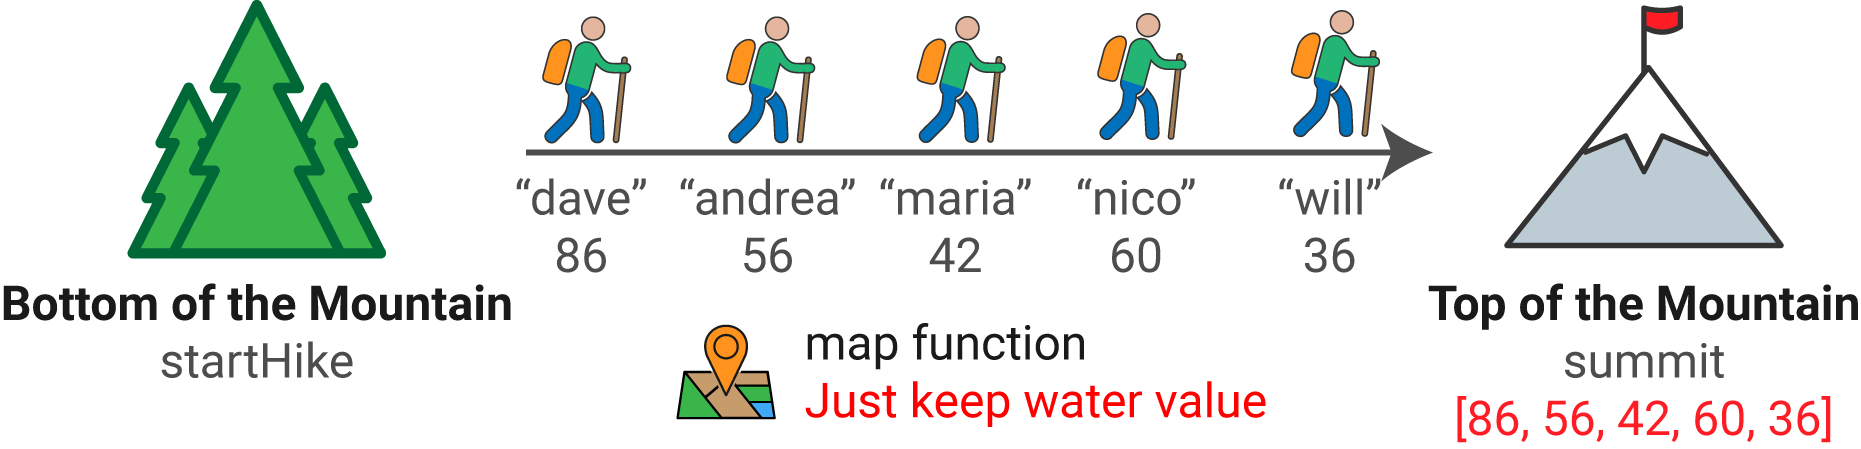 “dave” “andrea” “maria” “nico” “will”
86 56 42 60 36
Bottom of the Mountain
startHike
map function
Just keep water value
Top of the Mountain
summit
[86, 56, 42, 60, 36]